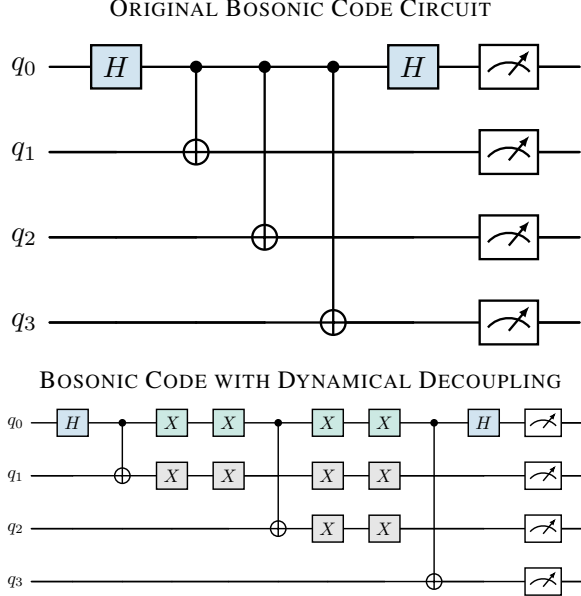 ORIGINAL BOSONIC CODE CIRCUIT
q0 H H
q1
q2
q3
BOSONIC CODE WITH DYNAMICAL DECOUPLING
q0 H X X X X H
q1 X X X X
q2 X X
q3